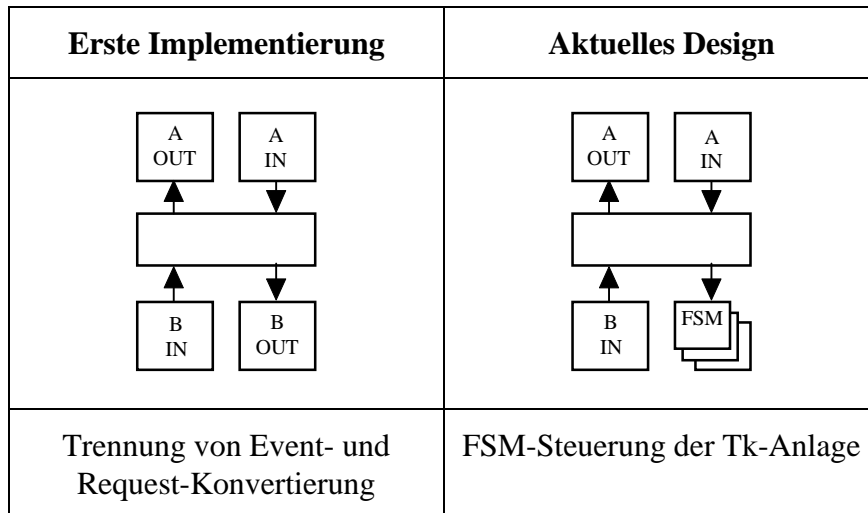 Erste Implementierung
Aktuelles Design
A
OUT
A
IN
B
IN
B
OUT
A
OUT
A
IN
B
IN
FSM
Trennung von Event- und
Request-Konvertierung
FSM-Steuerung der Tk-Anlage